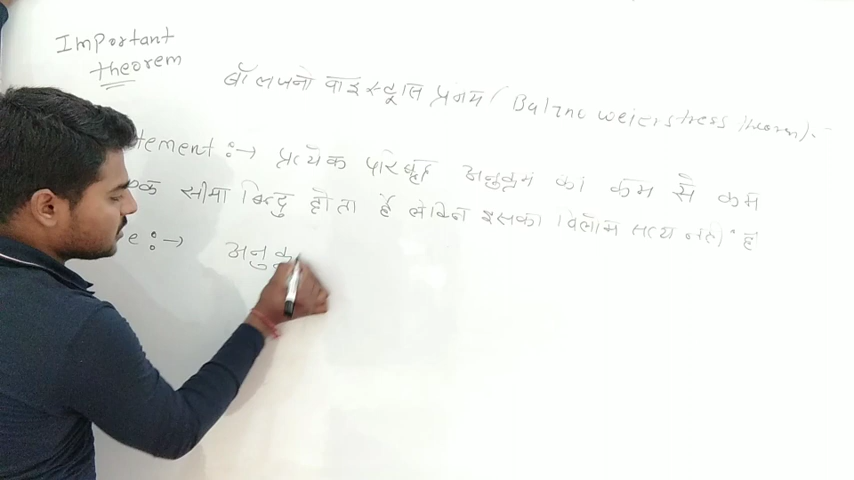 Important
theorem
बॉलजनो वाइस्ट्रास प्रमेय ( Balzno weierstress theorem):-
tement :→ प्रत्येक परिबद्ध अनुक्रम का कम से कम
एक सीमा बिन्दु होता है लेकिन इसका विलोम सत्य नही है
e :→ अनुक्र